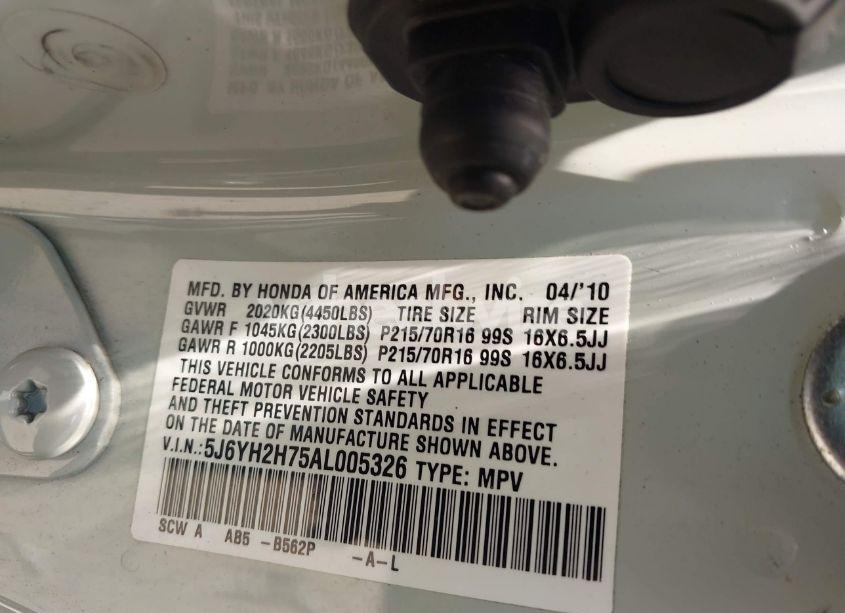 MFD. BY HONDA OF AMERICA MFG., INC. 04/'10
GVWR 2020KG(4450LBS) TIRE SIZE RIM SIZE
GAWR F 1045KG(2300LBS) P215/70R16 99S 16X6.5JJ
GAWR R 1000KG(2205LBS) P215/70R16 99S 16X6.5JJ
THIS VEHICLE CONFORMS TO ALL APPLICABLE
FEDERAL MOTOR VEHICLE SAFETY
AND THEFT PREVENTION STANDARDS IN EFFECT
ON THE DATE OF MANUFACTURE SHOWN ABOVE.
V.I.N.:5J6YH2H75AL005326 TYPE: MPV
SCW A AB5 -B562P -A-L